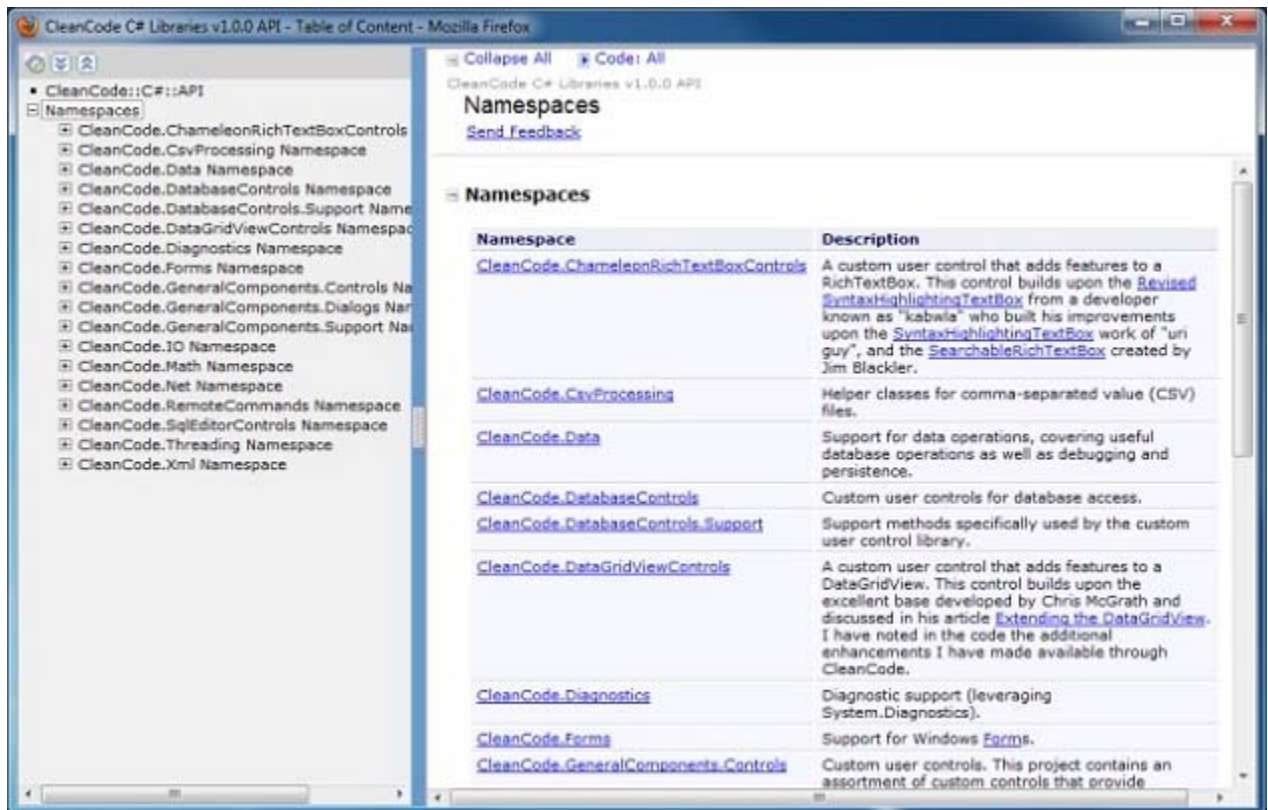 CleanCode C# Libraries v1.0.0 API - Table of Content - Mozilla Firefox
• CleanCode::C#::API
Namespaces
CleanCode.ChameleonRichTextBoxControls
CleanCode.CsvProcessing Namespace
CleanCode.Data Namespace
CleanCode.DatabaseControls Namespace
CleanCode.DatabaseControls.Support Name
CleanCode.DataGridViewControls Namespac
CleanCode.Diagnostics Namespace
CleanCode.Forms Namespace
CleanCode.GeneralComponents.Controls Na
CleanCode.GeneralComponents.Dialogs Nar
CleanCode.GeneralComponents.Support Nai
CleanCode.IO Namespace
CleanCode.Math Namespace
CleanCode.Net Namespace
CleanCode.RemoteCommands Namespace
CleanCode.SqlEditorControls Namespace
CleanCode.Threading Namespace
CleanCode.Xml Namespace
Collapse All Code: All
CleanCode C# Libraries v1.0.0 API
Namespaces
Send Feedback
Namespaces
Namespace Description
CleanCode.ChameleonRichTextBoxControls A custom user control that adds features to a
RichTextBox. This control builds upon the Revised
SyntaxHighlightingTextBox from a developer
known as "kabwla" who built his improvements
upon the SyntaxHighlightingTextBox work of "uri
guy", and the SearchableRichTextBox created by
Jim Blackler.
CleanCode.CsvProcessing Helper classes for comma-separated value (CSV)
files.
CleanCode.Data Support for data operations, covering useful
database operations as well as debugging and
persistence.
CleanCode.DatabaseControls Custom user controls for database access.
CleanCode.DatabaseControls.Support Support methods specifically used by the custom
user control library.
CleanCode.DataGridViewControls A custom user control that adds features to a
DataGridView. This control builds upon the
excellent base developed by Chris McGrath and
discussed in his article Extending the DataGridView.
I have noted in the code the additional
enhancements I have made available through
CleanCode.
CleanCode.Diagnostics Diagnostic support (leveraging
System.Diagnostics).
CleanCode.Forms Support for Windows Forms.
CleanCode.GeneralComponents.Controls Custom user controls. This project contains an
assortment of custom controls that provide